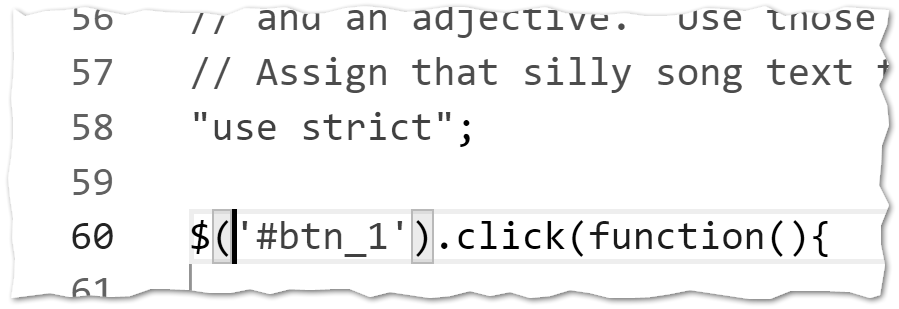 56 // and an adjective.  Use those
57 // Assign that silly song text
58 "use strict";
59
60 $('#btn_1').click(function(){
61